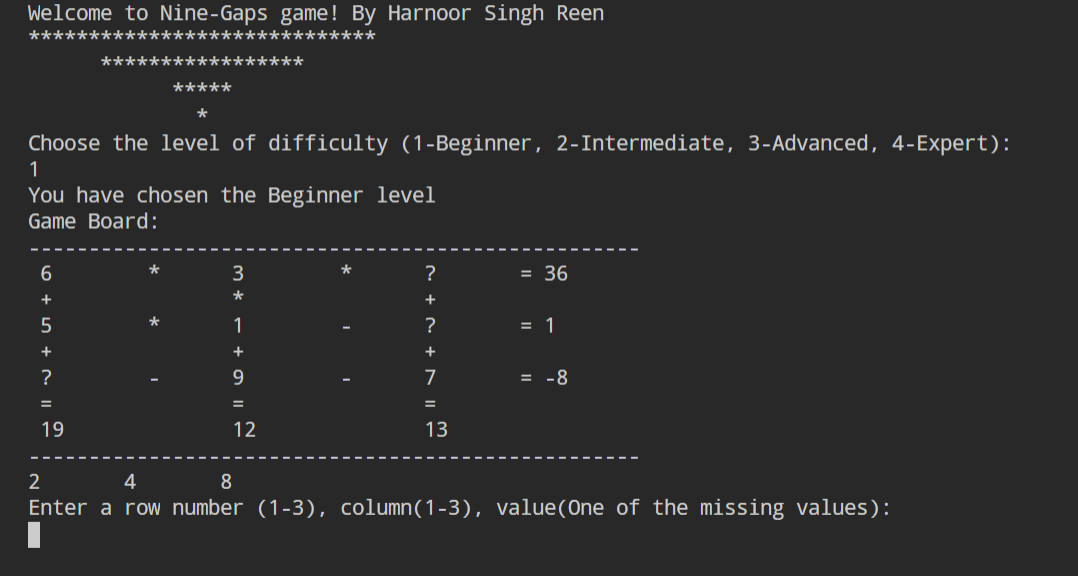 Welcome to Nine-Gaps game! By Harnoor Singh Reen
*****************************
      *****************
            *****
              *
Choose the level of difficulty (1-Beginner, 2-Intermediate, 3-Advanced, 4-Expert):
1
You have chosen the Beginner level
Game Board:
---------------------------------------------------
 6        *      3        *      ?       = 36
 +               *               +
 5        *      1        -      ?       = 1
 +               +               +
 ?        -      9        -      7       = -8
 =               =               =
 19              12              13
---------------------------------------------------
2       4       8
Enter a row number (1-3), column(1-3), value(One of the missing values):